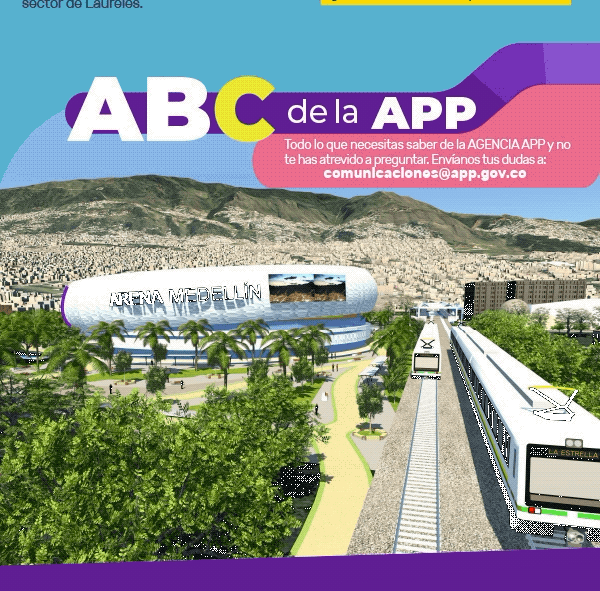 sector de Laureles.
ABC de la APP
Todo lo que necesitas saber de la AGENCIA APP y no
te has atrevido a preguntar. Envíanos tus dudas a:
comunicaciones@app.gov.co
ARENA MEDELLÍN
LA ESTRELLA